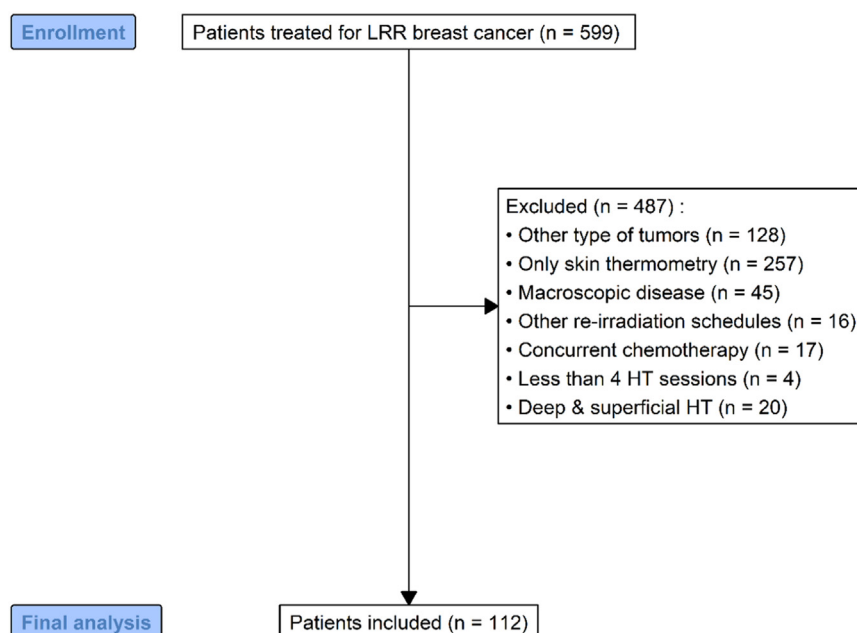 Enrollment
Patients treated for LRR breast cancer (n = 599)
Excluded (n = 487) :
• Other type of tumors (n = 128)
• Only skin thermometry (n = 257)
• Macroscopic disease (n = 45)
• Other re-irradiation schedules (n = 16)
• Concurrent chemotherapy (n = 17)
• Less than 4 HT sessions (n = 4)
• Deep & superficial HT (n = 20)
Final analysis
Patients included (n = 112)